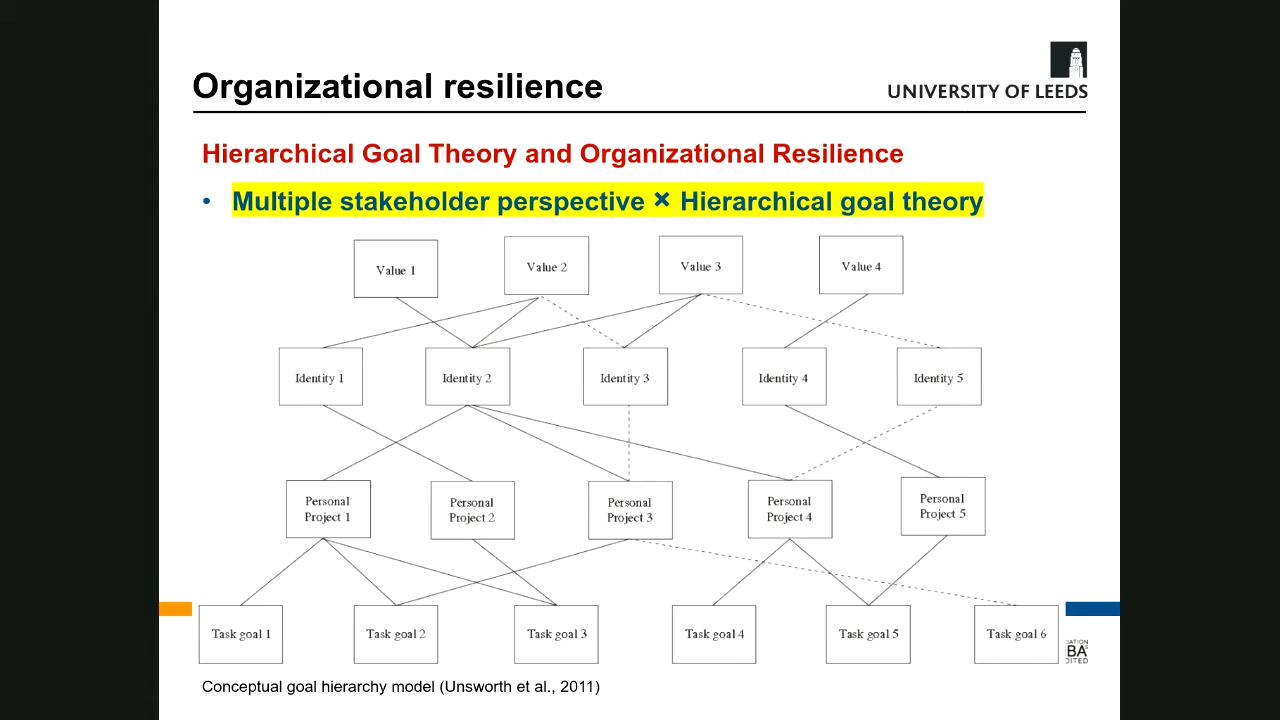 Organizational resilience
UNIVERSITY OF LEEDS
Hierarchical Goal Theory and Organizational Resilience
• Multiple stakeholder perspective × Hierarchical goal theory
Value 1
Value 2
Value 3
Value 4
Identity 1
Identity 2
Identity 3
Identity 4
Identity 5
Personal
Project 1
Personal
Project 2
Personal
Project 3
Personal
Project 4
Personal
Project 5
Task goal 1
Task goal 2
Task goal 3
Task goal 4
Task goal 5
Task goal 6
Conceptual goal hierarchy model (Unsworth et al., 2011)